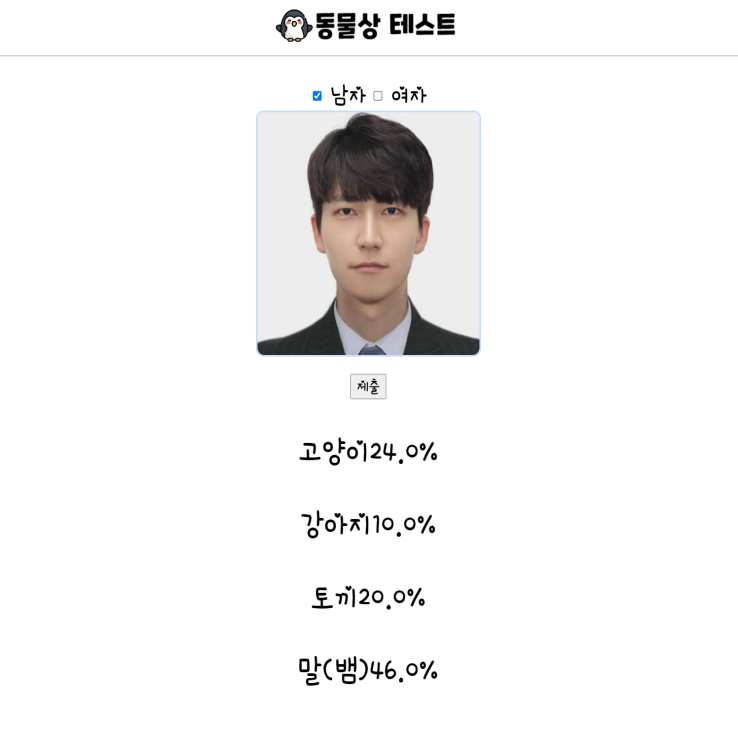 동물상 테스트
남자 여자
제출
고양이24.0%
강아지10.0%
토끼20.0%
말(뱀)46.0%